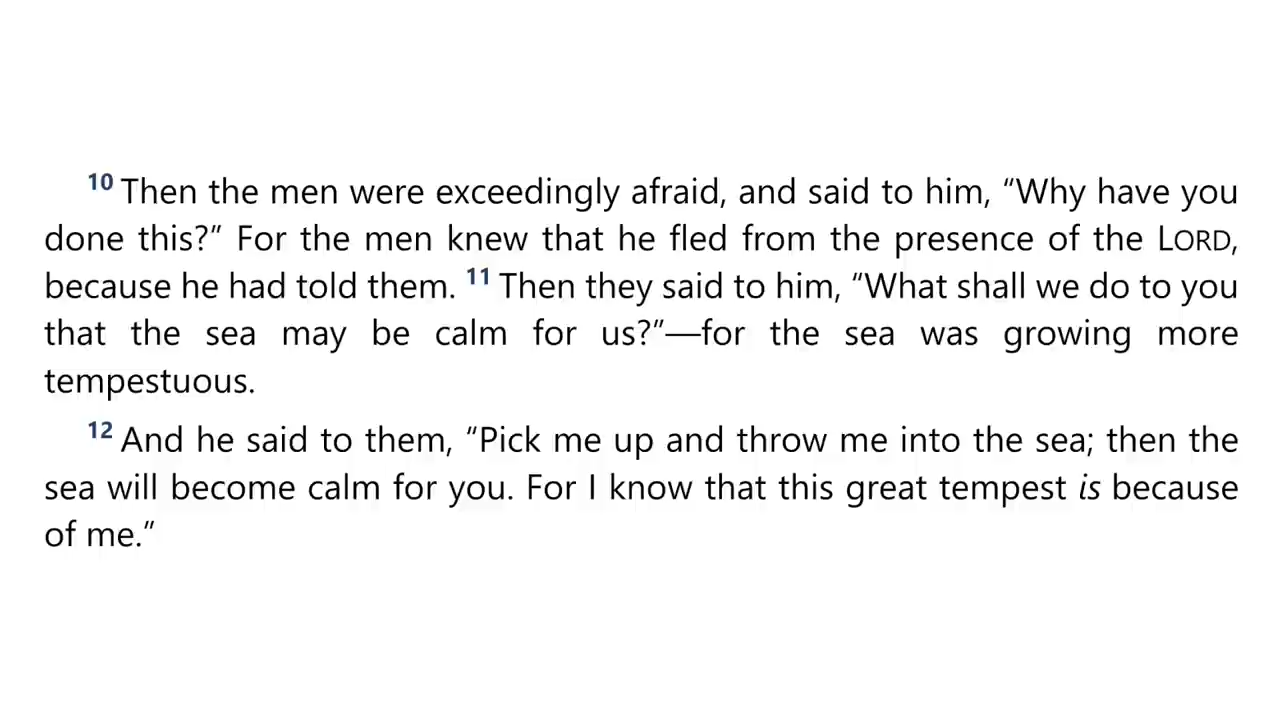 10 Then the men were exceedingly afraid, and said to him, “Why have you
done this?” For the men knew that he fled from the presence of the LORD,
because he had told them. 11 Then they said to him, “What shall we do to you
that the sea may be calm for us?”—for the sea was growing more
tempestuous.
12 And he said to them, “Pick me up and throw me into the sea; then the
sea will become calm for you. For I know that this great tempest is because
of me.”